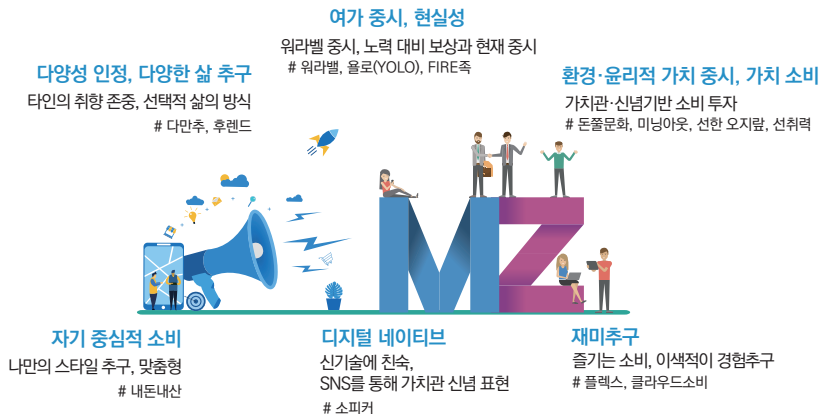 여가 중시, 현실성
워라벨 중시, 노력 대비 보상과 현재 중시
# 워라밸, 욜로(YOLO), FIRE족
다양성 인정, 다양한 삶 추구
타인의 취향 존중, 선택적 삶의 방식
# 다만추, 후렌드
환경·윤리적 가치 중시, 가치 소비
가치관·신념기반 소비 투자
# 돈쭐문화, 미닝아웃, 선한 오지랖, 선취력
MZ
자기 중심적 소비
나만의 스타일 추구, 맞춤형
# 내돈내산
디지털 네이티브
신기술에 친숙,
SNS를 통해 가치관 신념 표현
# 소피커
재미추구
즐기는 소비, 이색적이 경험추구
# 플렉스, 클라우드소비